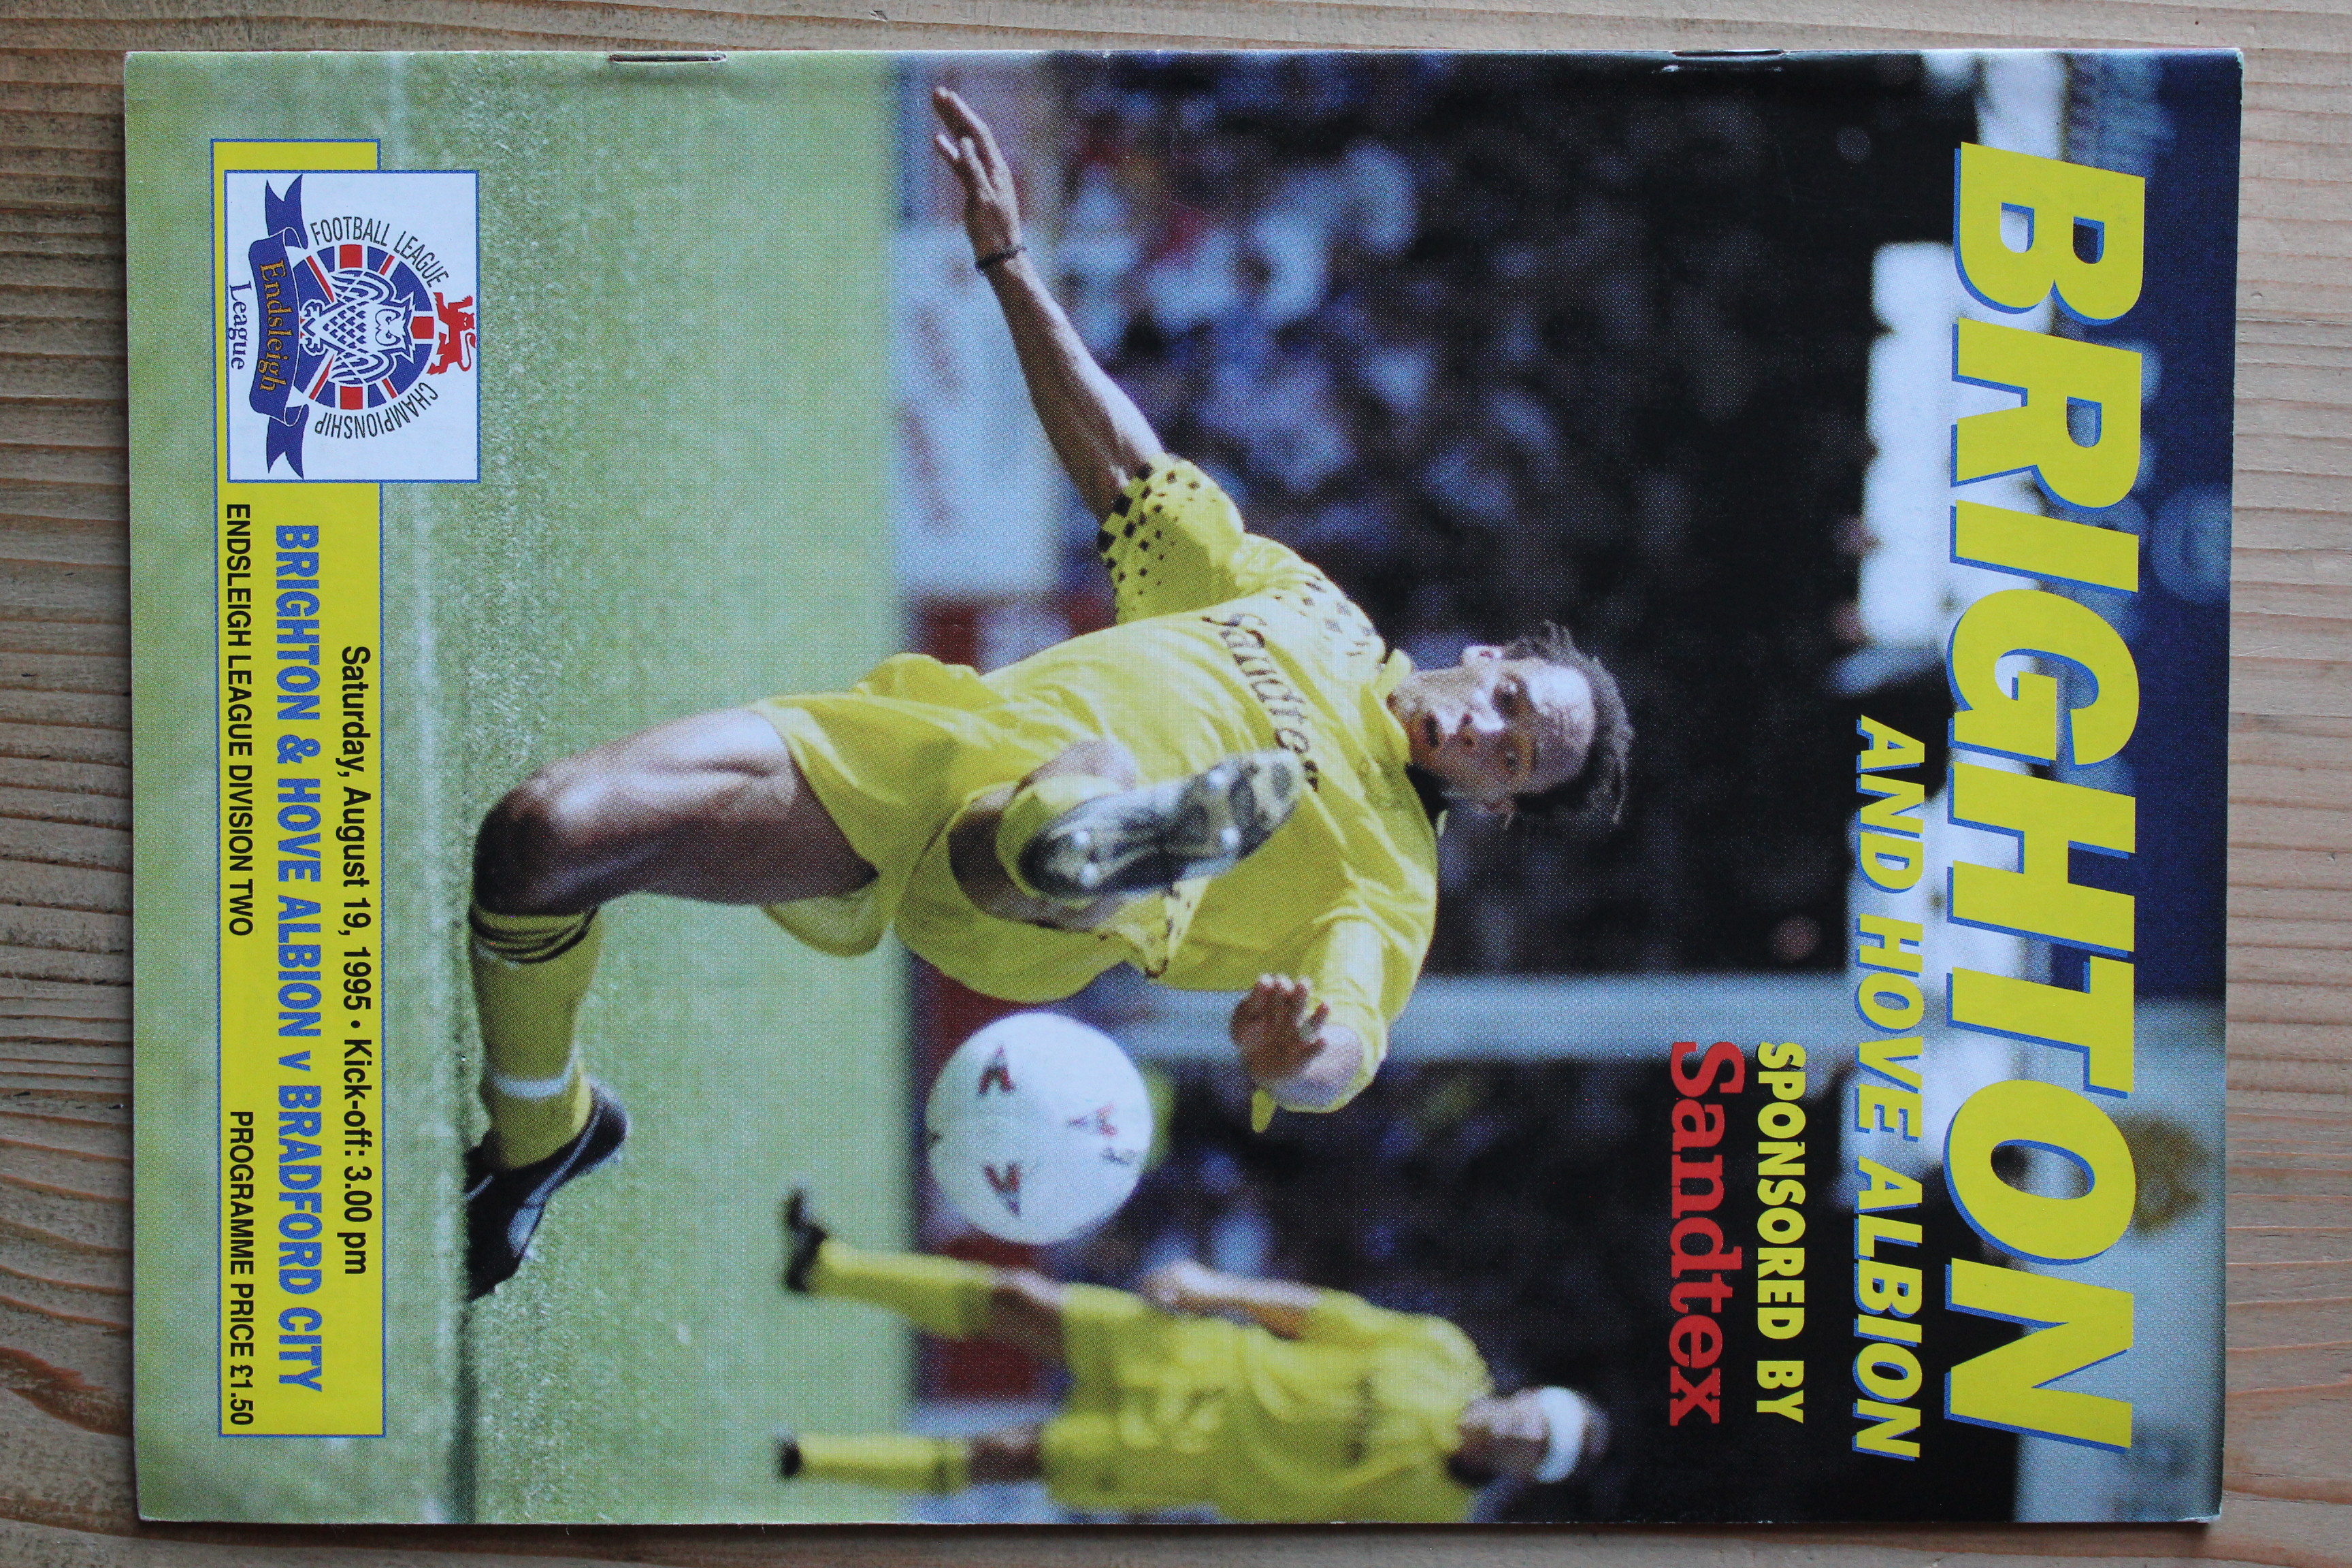 BRIGHTON
AND HOVE ALBION
SPONSORED BY
Sandtex
Sandtex
FOOTBALL LEAGUE
CHAMPIONSHIP
Endsleigh
League
Saturday, August 19, 1995 • Kick-off: 3.00 pm
BRIGHTON & HOVE ALBION v BRADFORD CITY
ENDSLEIGH LEAGUE DIVISION TWO PROGRAMME PRICE £1.50